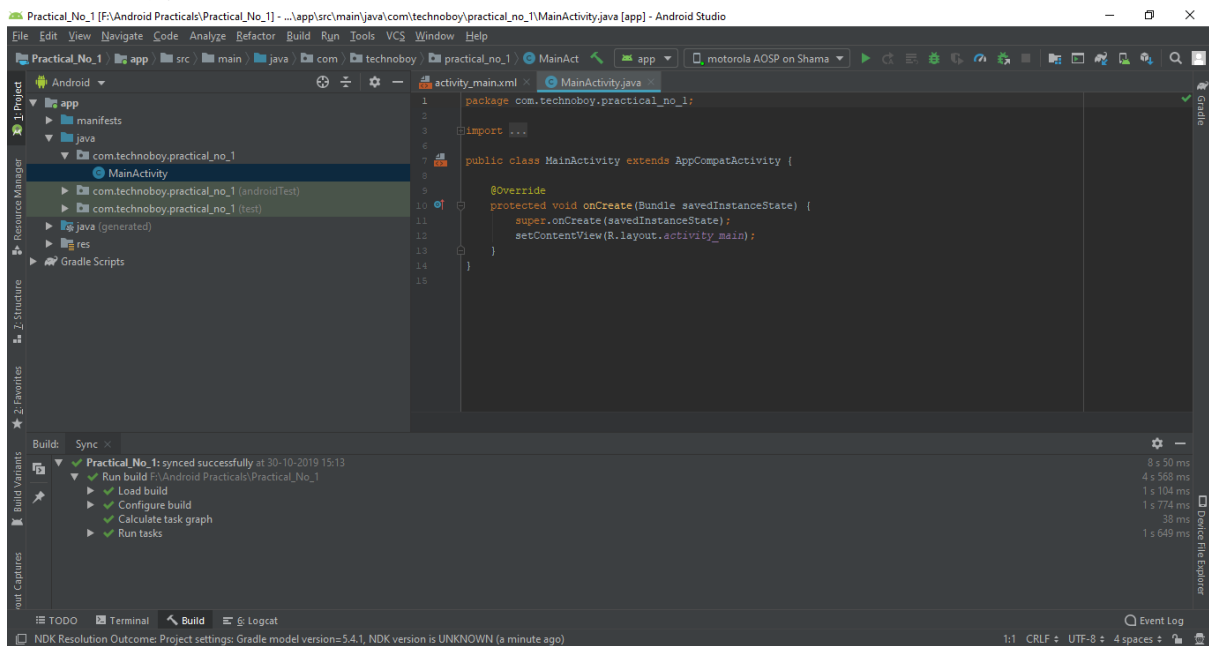 Practical_No_1 [F:\Android Practicals\Practical_No_1] - ...\app\src\main\java\com\technoboy\practical_no_1\MainActivity.java [app] - Android Studio
File Edit View Navigate Code Analyze Refactor Build Run Tools VCS Window Help
Practical_No_1 app src main java com technoboy practical_no_1 MainAct app motorola AOSP on Shama
Android
activity_main.xml MainActivity.java
1: Project
Resource Manager
7: Structure
2: Favorites
Build Variants
out Captures
app
manifests
java
com.technoboy.practical_no_1
MainActivity
com.technoboy.practical_no_1 (androidTest)
com.technoboy.practical_no_1 (test)
java (generated)
res
Gradle Scripts
1 package com.technoboy.practical_no_1;
2
3 import ...
6
7 public class MainActivity extends AppCompatActivity {
8
9 @Override
10 protected void onCreate(Bundle savedInstanceState) {
11 super.onCreate(savedInstanceState);
12 setContentView(R.layout.activity_main);
13 }
14 }
15
Gradle
Device File Explorer
Build: Sync
Practical_No_1: synced successfully at 30-10-2019 15:13 8 s 50 ms
Run build F:\Android Practicals\Practical_No_1 4 s 568 ms
Load build 1 s 104 ms
Configure build 1 s 774 ms
Calculate task graph 38 ms
Run tasks 1 s 649 ms
TODO Terminal Build 6: Logcat Event Log
NDK Resolution Outcome: Project settings: Gradle model version=5.4.1, NDK version is UNKNOWN (a minute ago) 1:1 CRLF UTF-8 4 spaces